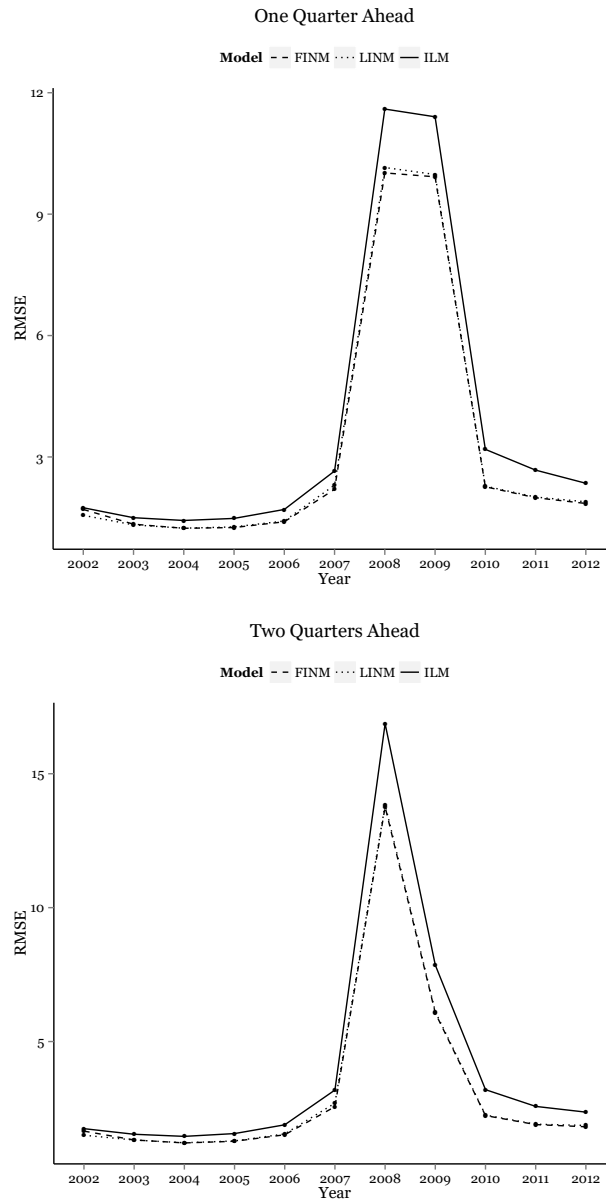 One Quarter Ahead
Model FINM LINM ILM
12
9
6
3
RMSE
2002 2003 2004 2005 2006 2007 2008 2009 2010 2011 2012
Year
Two Quarters Ahead
Model FINM LINM ILM
15
10
5
RMSE
2002 2003 2004 2005 2006 2007 2008 2009 2010 2011 2012
Year